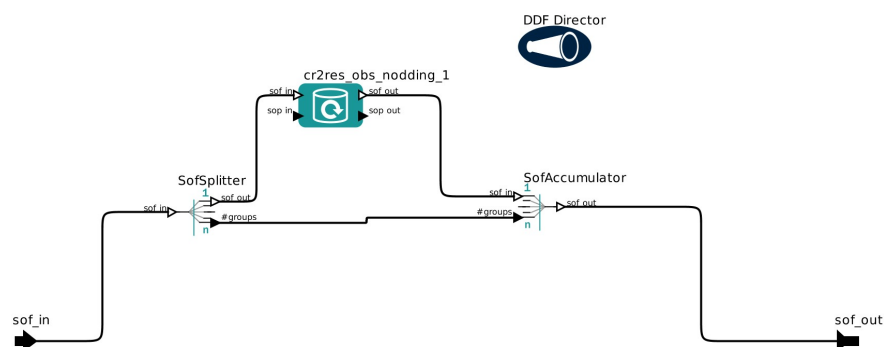 DDF Director
cr2res_obs_nodding_1
sof in
sof out
sop in
sop out
SofSplitter
1
sof in
sof out
#groups
n
SofAccumulator
1
sof in
#groups
sof out
n
sof_in
sof_out